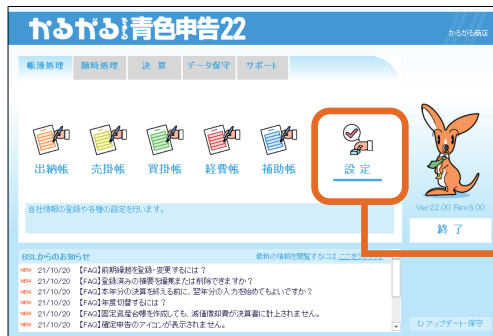 かるがるできる青色申告22
かるがる商店
帳簿処理 随時処理 決算 データ保守 サポート
出納帳 売掛帳 買掛帳 経費帳 補助帳 設定
自社情報の登録や各種の設定を行います。
Ver.22.00 Rev.6.00
終了
BSLからのお知らせ 最新の情報を閲覧するには ここをクリック
NEW 21/10/20 【FAQ】前期繰越を登録・変更するには？
NEW 21/10/20 【FAQ】登録済みの摘要を編集または削除できますか？
NEW 21/10/20 【FAQ】本年分の決算を終える前に、翌年分の入力を始めてもよいですか？
NEW 21/10/20 【FAQ】年度切替するには？
NEW 21/10/20 【FAQ】固定資産台帳を作成しても、減価償却費が決算書に計上されません。
NEW 21/10/20 【FAQ】確定申告のアイコンが表示されません。
アップデート・保守